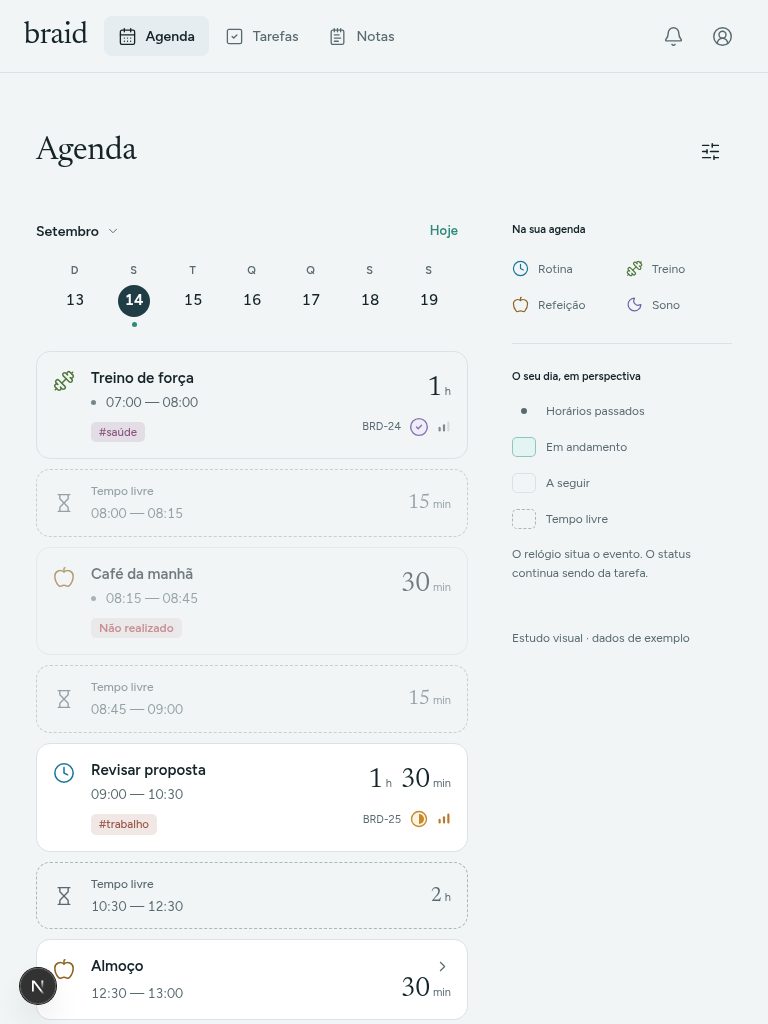 braid
Agenda
Tarefas
Notas
Agenda
Setembro
Hoje
D S T Q Q S S
13 14 15 16 17 18 19
Treino de força
07:00 — 08:00
#saúde
1 h
BRD-24
Tempo livre
08:00 — 08:15
15 min
Café da manhã
08:15 — 08:45
Não realizado
30 min
Tempo livre
08:45 — 09:00
15 min
Revisar proposta
09:00 — 10:30
#trabalho
1 h 30 min
BRD-25
Tempo livre
10:30 — 12:30
2 h
Almoço
12:30 — 13:00
30 min
N
Na sua agenda
Rotina
Treino
Refeição
Sono
O seu dia, em perspectiva
Horários passados
Em andamento
A seguir
Tempo livre
O relógio situa o evento. O status
continua sendo da tarefa.
Estudo visual · dados de exemplo